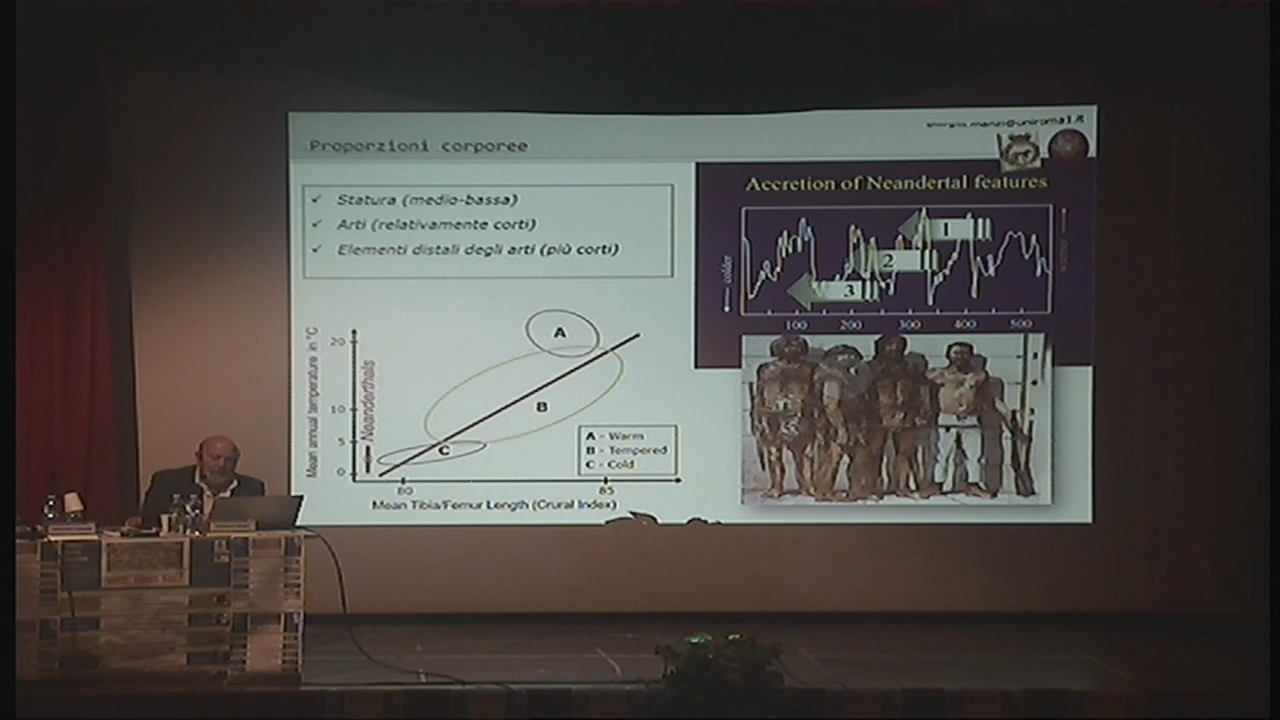 Proporzioni corporee
Statura (medio-bassa)
Arti (relativamente corti)
Elementi distali degli arti (più corti)
Accretion of Neandertal features
1
2
3
colder
100 200 300 400 500
Mean annual temperature in °C
20
10
5
0
Neanderthals
A
B
C
A - Warm
B - Tempered
C - Cold
80 85
Mean Tibia/Femur Length (Crural Index)